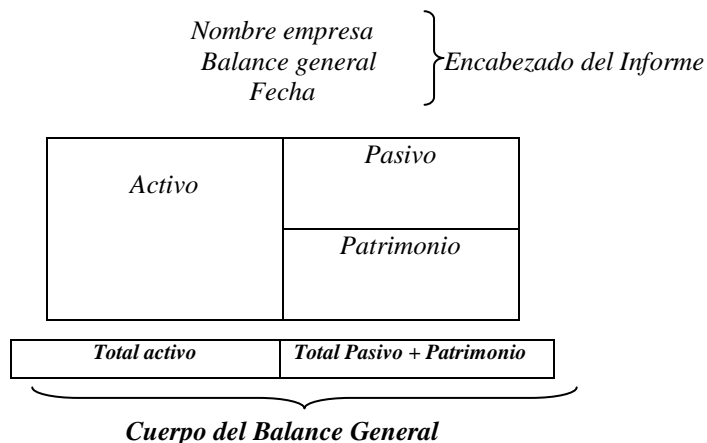 Nombre empresa
Balance general
Fecha
Encabezado del Informe
Activo
Pasivo
Patrimonio
Total activo
Total Pasivo + Patrimonio
Cuerpo del Balance General